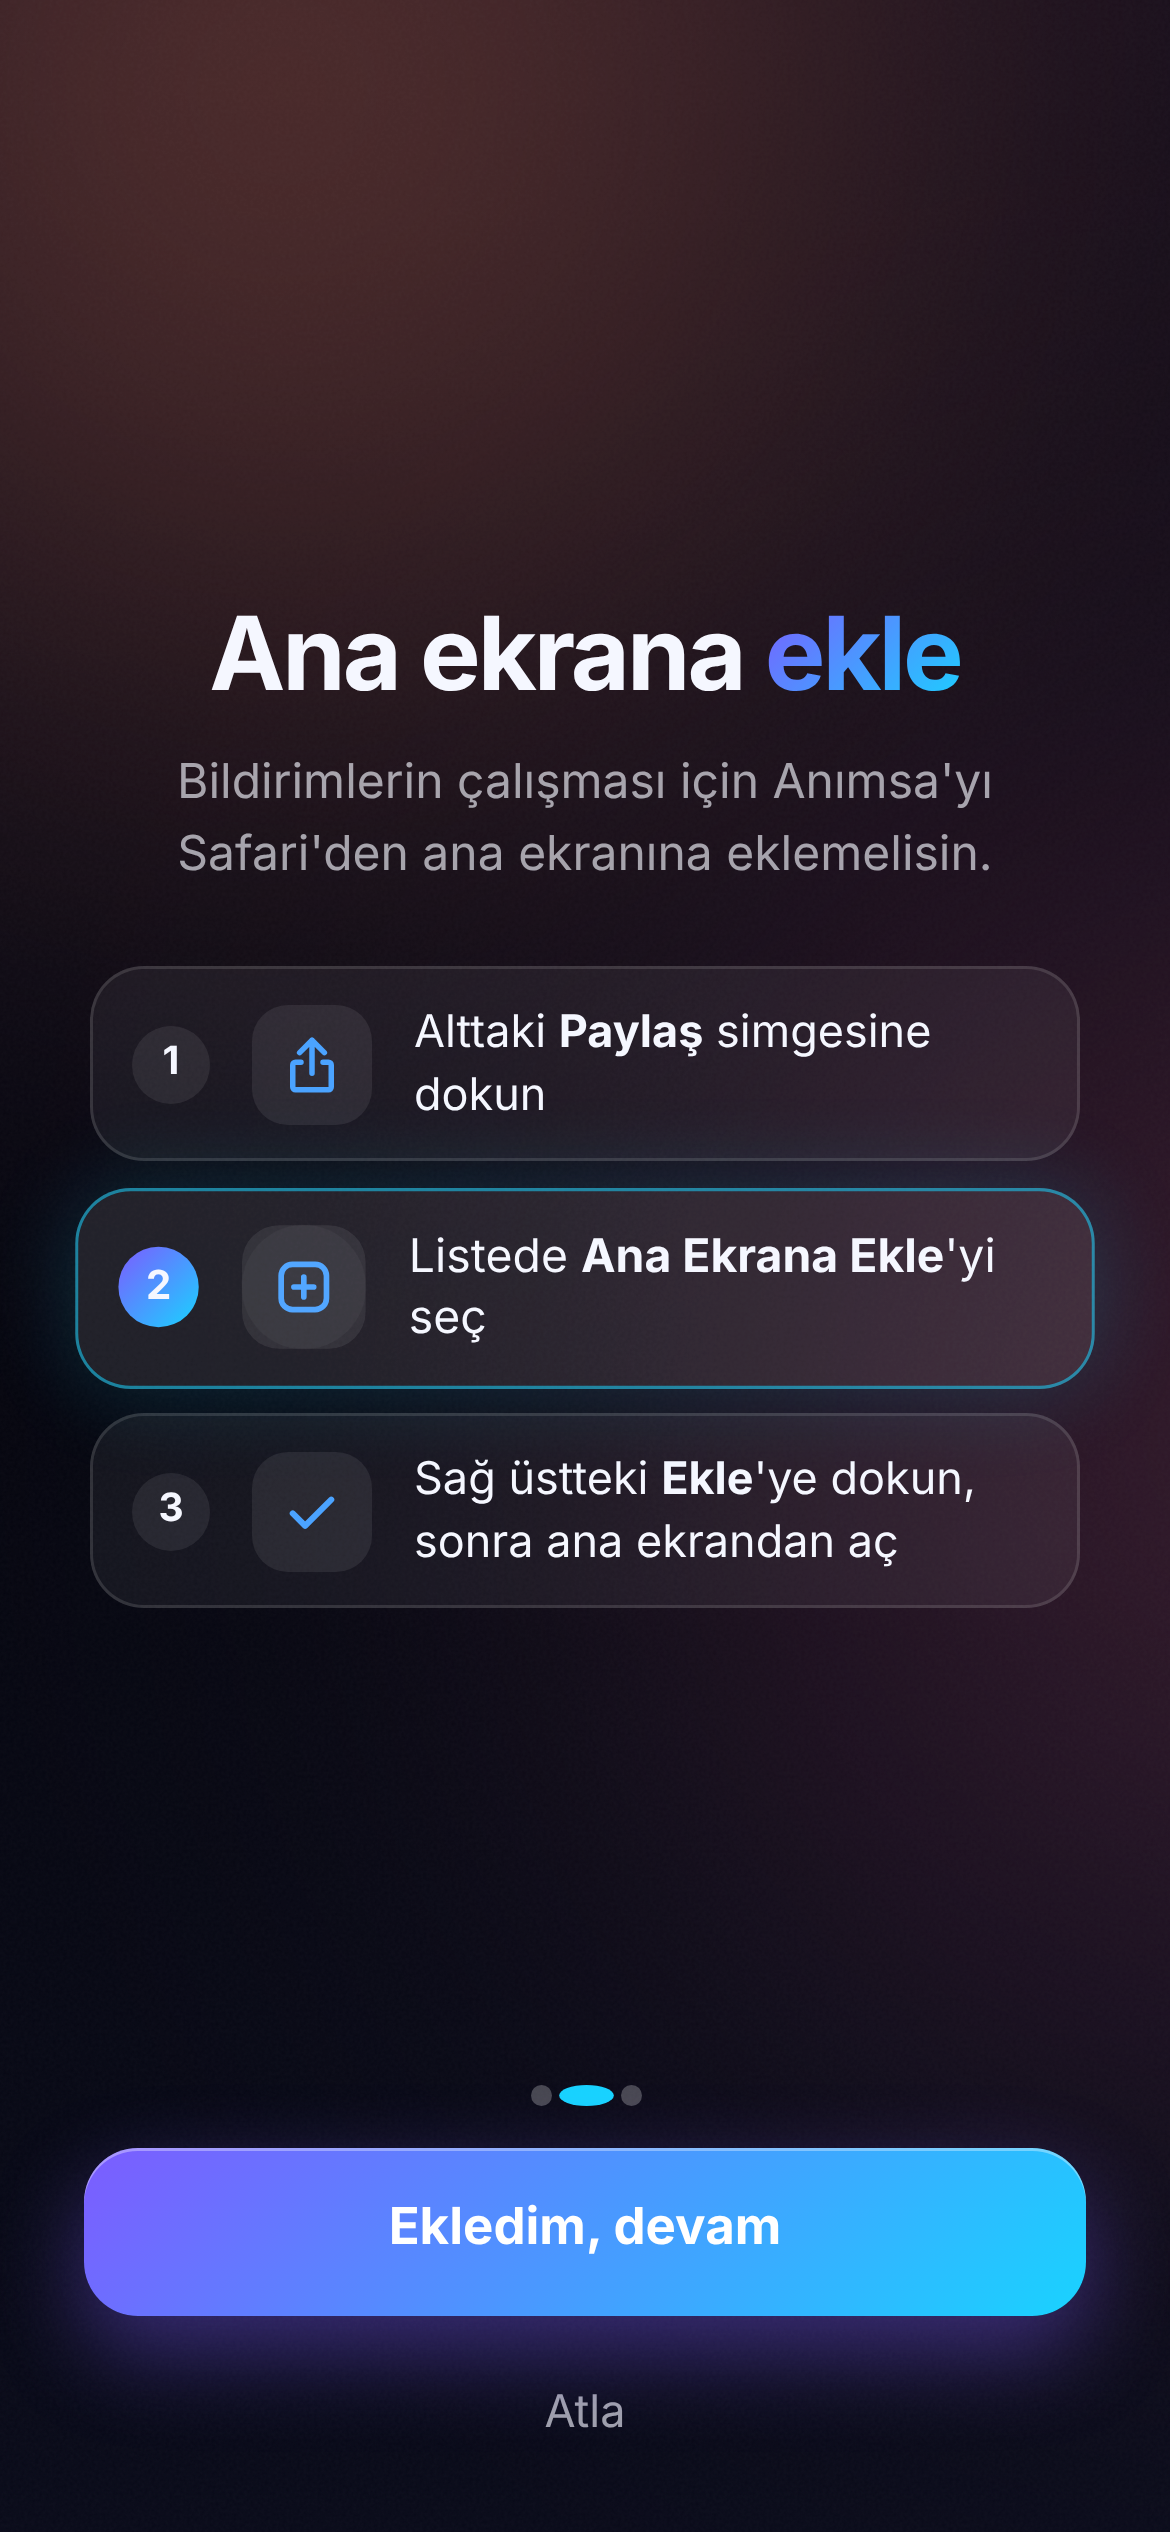 Ana ekrana ekle
Bildirimlerin çalışması için Anımsa'yı
Safari'den ana ekranına eklemelisin.
1
Alttaki Paylaş simgesine
dokun
2
Listede Ana Ekrana Ekle'yi
seç
3
Sağ üstteki Ekle'ye dokun,
sonra ana ekrandan aç
Ekledim, devam
Atla